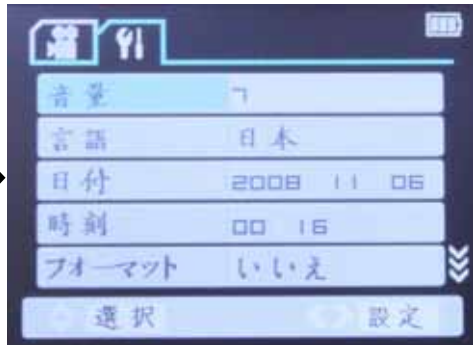 音量 7
言語 日本
日付 2008 11 06
時刻 00 16
フォーマット いいえ
選択 設定